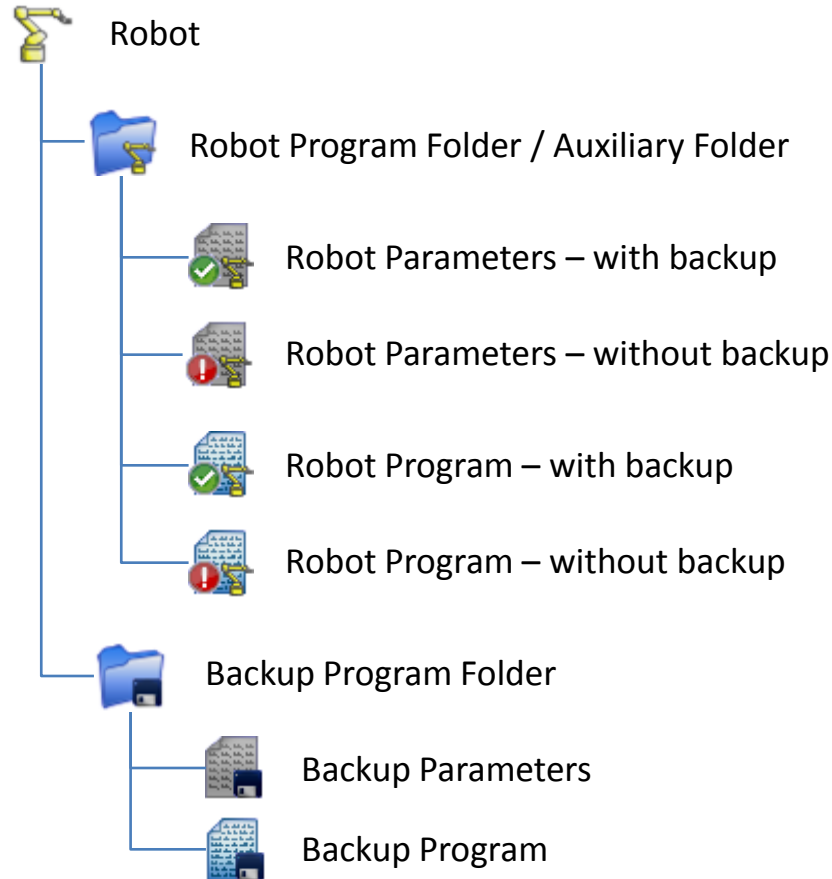 Robot
Robot Program Folder / Auxiliary Folder
Robot Parameters – with backup
Robot Parameters – without backup
Robot Program – with backup
Robot Program – without backup
Backup Program Folder
Backup Parameters
Backup Program